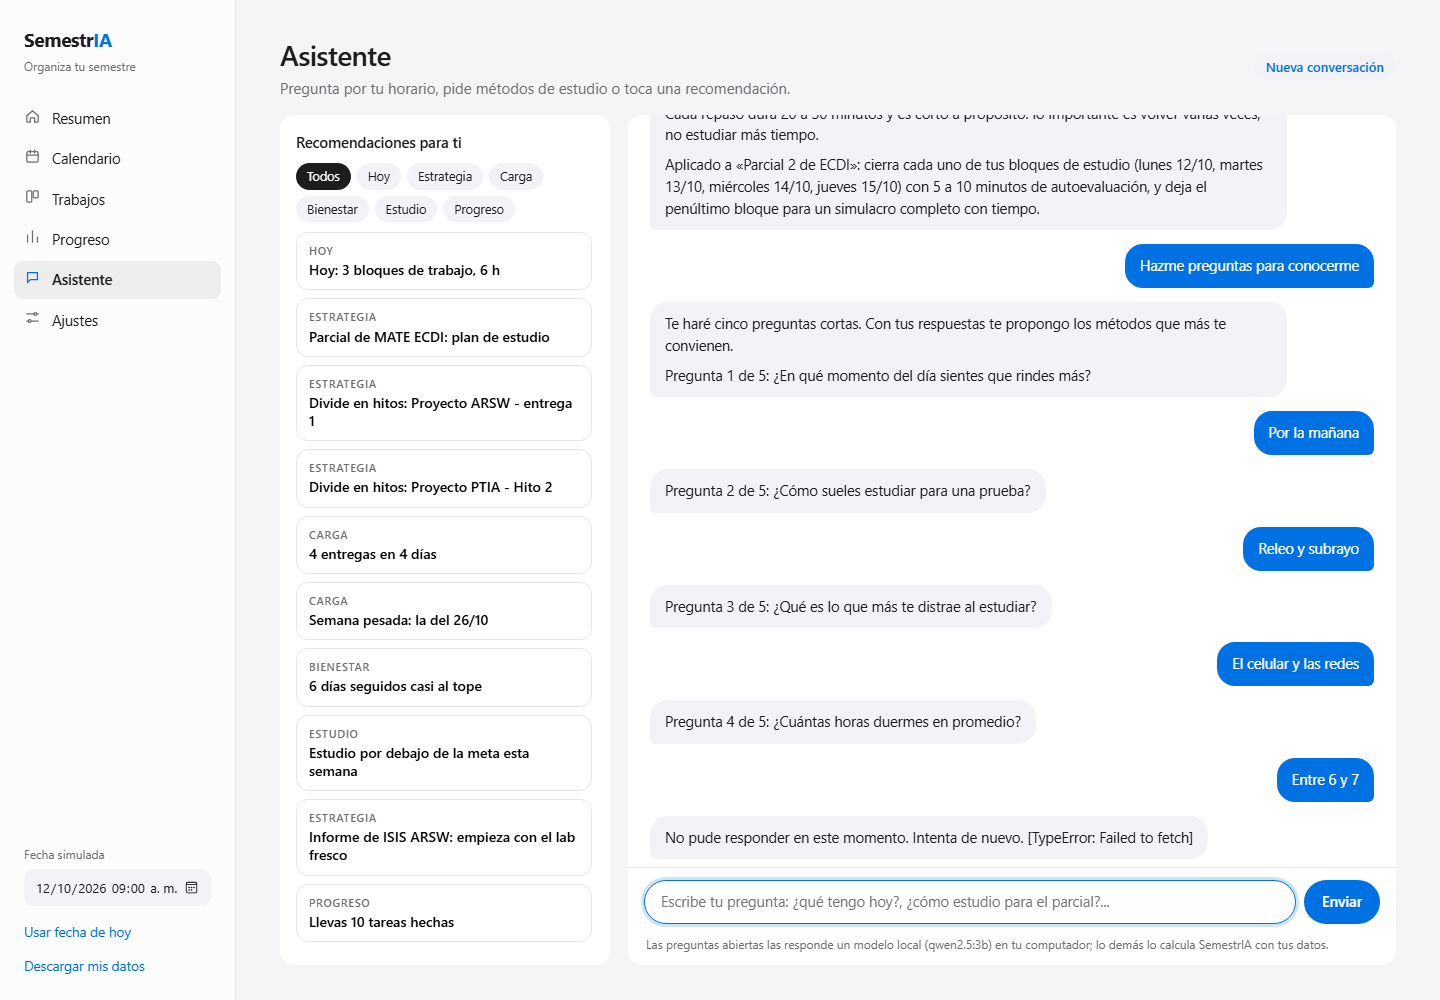 SemestrIA
Organiza tu semestre
Resumen
Calendario
Trabajos
Progreso
Asistente
Ajustes
Fecha simulada
12/10/2026 09:00 a. m.
Usar fecha de hoy
Descargar mis datos
Asistente
Pregunta por tu horario, pide métodos de estudio o toca una recomendación.
Nueva conversación
Recomendaciones para ti
Todos
Hoy
Estrategia
Carga
Bienestar
Estudio
Progreso
HOY
Hoy: 3 bloques de trabajo, 6 h
ESTRATEGIA
Parcial de MATE ECDI: plan de estudio
ESTRATEGIA
Divide en hitos: Proyecto ARSW - entrega
1
ESTRATEGIA
Divide en hitos: Proyecto PTIA - Hito 2
CARGA
4 entregas en 4 días
CARGA
Semana pesada: la del 26/10
BIENESTAR
6 días seguidos casi al tope
ESTUDIO
Estudio por debajo de la meta esta
semana
ESTRATEGIA
Informe de ISIS ARSW: empieza con el lab
fresco
PROGRESO
Llevas 10 tareas hechas
Cada repaso dura 20 a 30 minutos y es corto a propósito: lo importante es volver varias veces,
no estudiar más tiempo.
Aplicado a «Parcial 2 de ECDI»: cierra cada uno de tus bloques de estudio (lunes 12/10, martes
13/10, miércoles 14/10, jueves 15/10) con 5 a 10 minutos de autoevaluación, y deja el
penúltimo bloque para un simulacro completo con tiempo.
Hazme preguntas para conocerme
Te haré cinco preguntas cortas. Con tus respuestas te propongo los métodos que más te
convienen.
Pregunta 1 de 5: ¿En qué momento del día sientes que rindes más?
Por la mañana
Pregunta 2 de 5: ¿Cómo sueles estudiar para una prueba?
Releo y subrayo
Pregunta 3 de 5: ¿Qué es lo que más te distrae al estudiar?
El celular y las redes
Pregunta 4 de 5: ¿Cuántas horas duermes en promedio?
Entre 6 y 7
No pude responder en este momento. Intenta de nuevo. [TypeError: Failed to fetch]
Escribe tu pregunta: ¿qué tengo hoy?, ¿cómo estudio para el parcial?...
Enviar
Las preguntas abiertas las responde un modelo local (qwen2.5:3b) en tu computador; lo demás lo calcula SemestrIA con tus datos.